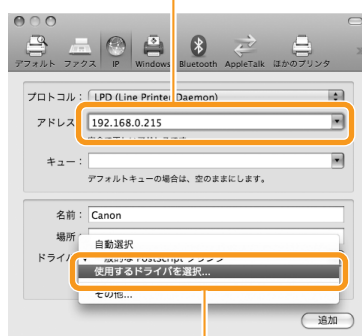 デフォルト ファクス IP Windows Bluetooth AppleTalk ほかのプリンタ
プロトコル： LPD (Line Printer Daemon)
アドレス： 192.168.0.215
キュー：
デフォルトキューの場合は、空のままにします。
名前： Canon
場所
自動選択
ドライバ
使用するドライバを選択...
その他...
追加